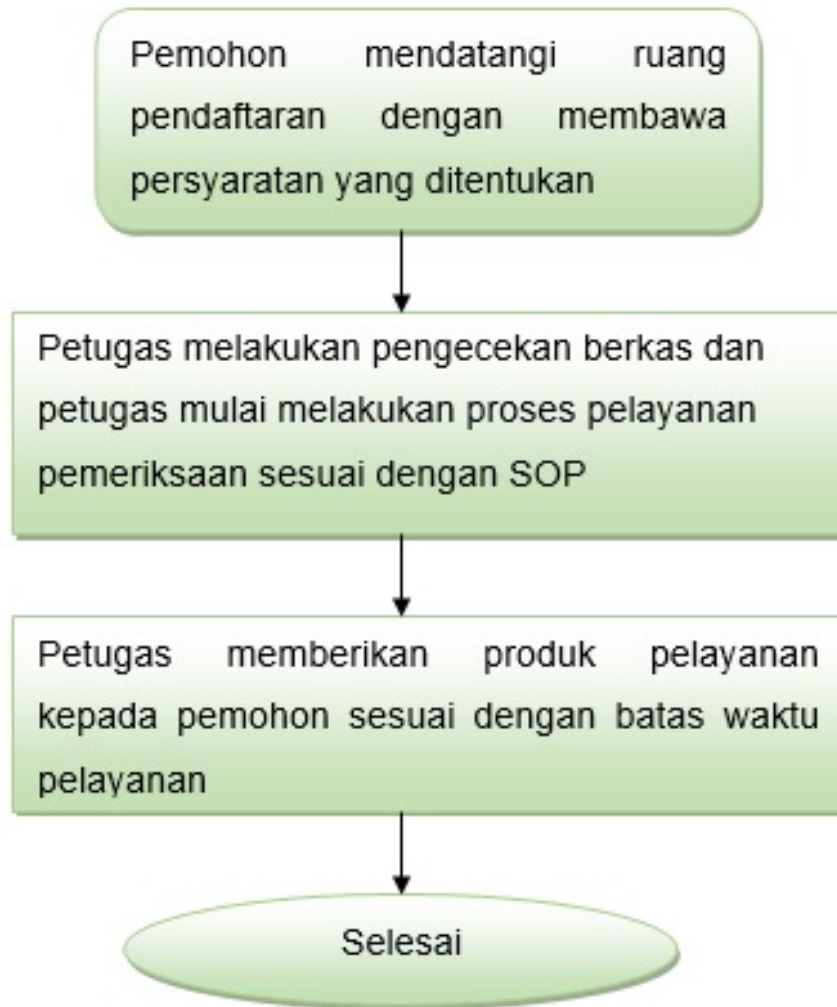 Pemohon mendatangi ruang
pendaftaran dengan membawa
persyaratan yang ditentukan
Petugas melakukan pengecekan berkas dan
petugas mulai melakukan proses pelayanan
pemeriksaan sesuai dengan SOP
Petugas memberikan produk pelayanan
kepada pemohon sesuai dengan batas waktu
pelayanan
Selesai